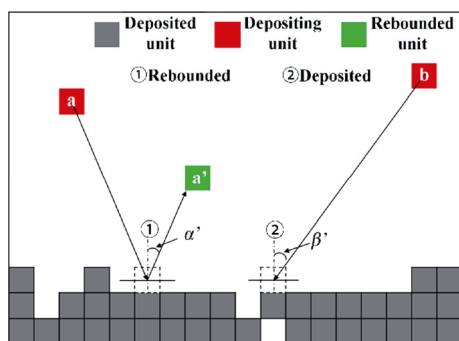 Deposited unit
Depositing unit
Rebounded unit
①Rebounded
②Deposited
a
b
a'
①
α'
②
β'